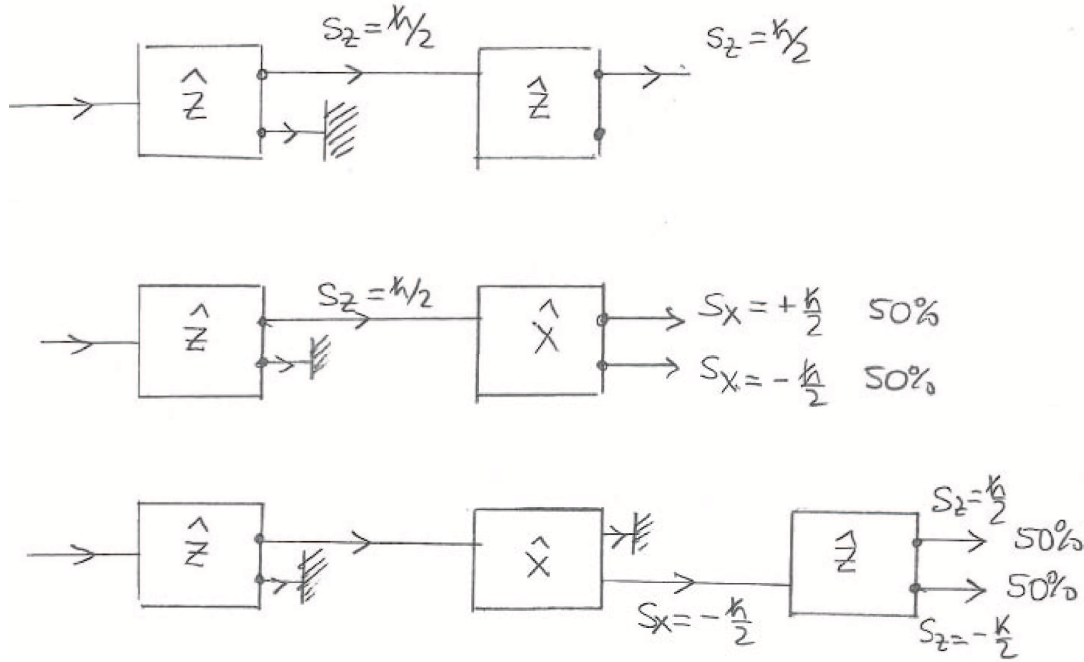 S_z = ħ/2
S_z = ħ/2
ẑ
ẑ
S_z = ħ/2
S_x = +ħ/2 50%
ẑ
x̂
S_x = -ħ/2 50%
S_z = ħ/2
ẑ
x̂
ẑ
50%
50%
S_x = -ħ/2
S_z = -ħ/2